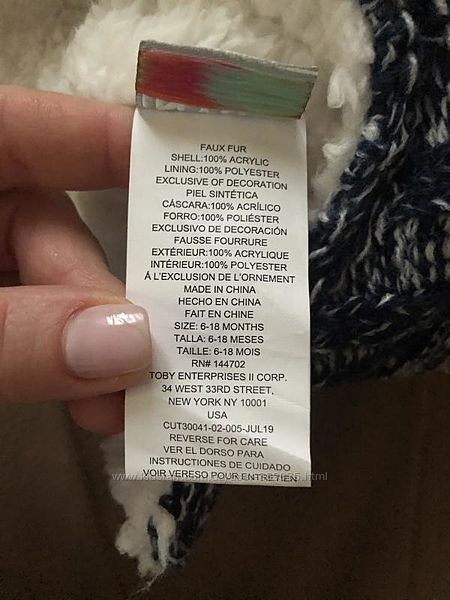 FAUX FUR
SHELL:100% ACRYLIC
LINING:100% POLYESTER
EXCLUSIVE OF DECORATION
PIEL SINTÉTICA
CÁSCARA:100% ACRÍLICO
FORRO:100% POLIÉSTER
EXCLUSIVO DE DECORACIÓN
FAUSSE FOURRURE
EXTÉRIEUR:100% ACRYLIQUE
INTÉRIEUR:100% POLYESTER
Á L'EXCLUSION DE L'ORNEMENT
MADE IN CHINA
HECHO EN CHINA
FAIT EN CHINE
SIZE: 6-18 MONTHS
TALLA: 6-18 MESES
TAILLE: 6-18 MOIS
RN# 144702
TOBY ENTERPRISES II CORP.
34 WEST 33RD STREET,
NEW YORK NY 10001
USA
CUT30041-02-005-JUL19
REVERSE FOR CARE
VER EL DORSO PARA
INSTRUCCIONES DE CUIDADO
VOIR VERESO POUR ENTRETIEN